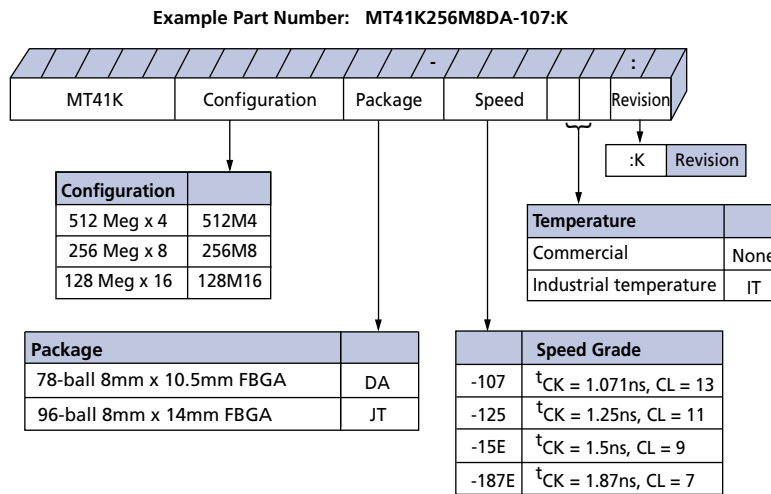 Example Part Number: MT41K256M8DA-107:K
- :
MT41K Configuration Package Speed Revision
:K Revision
Configuration
512 Meg x 4 512M4
256 Meg x 8 256M8
128 Meg x 16 128M16
Temperature
Commercial None
Industrial temperature IT
Package
78-ball 8mm x 10.5mm FBGA DA
96-ball 8mm x 14mm FBGA JT
Speed Grade
-107 tCK = 1.071ns, CL = 13
-125 tCK = 1.25ns, CL = 11
-15E tCK = 1.5ns, CL = 9
-187E tCK = 1.87ns, CL = 7